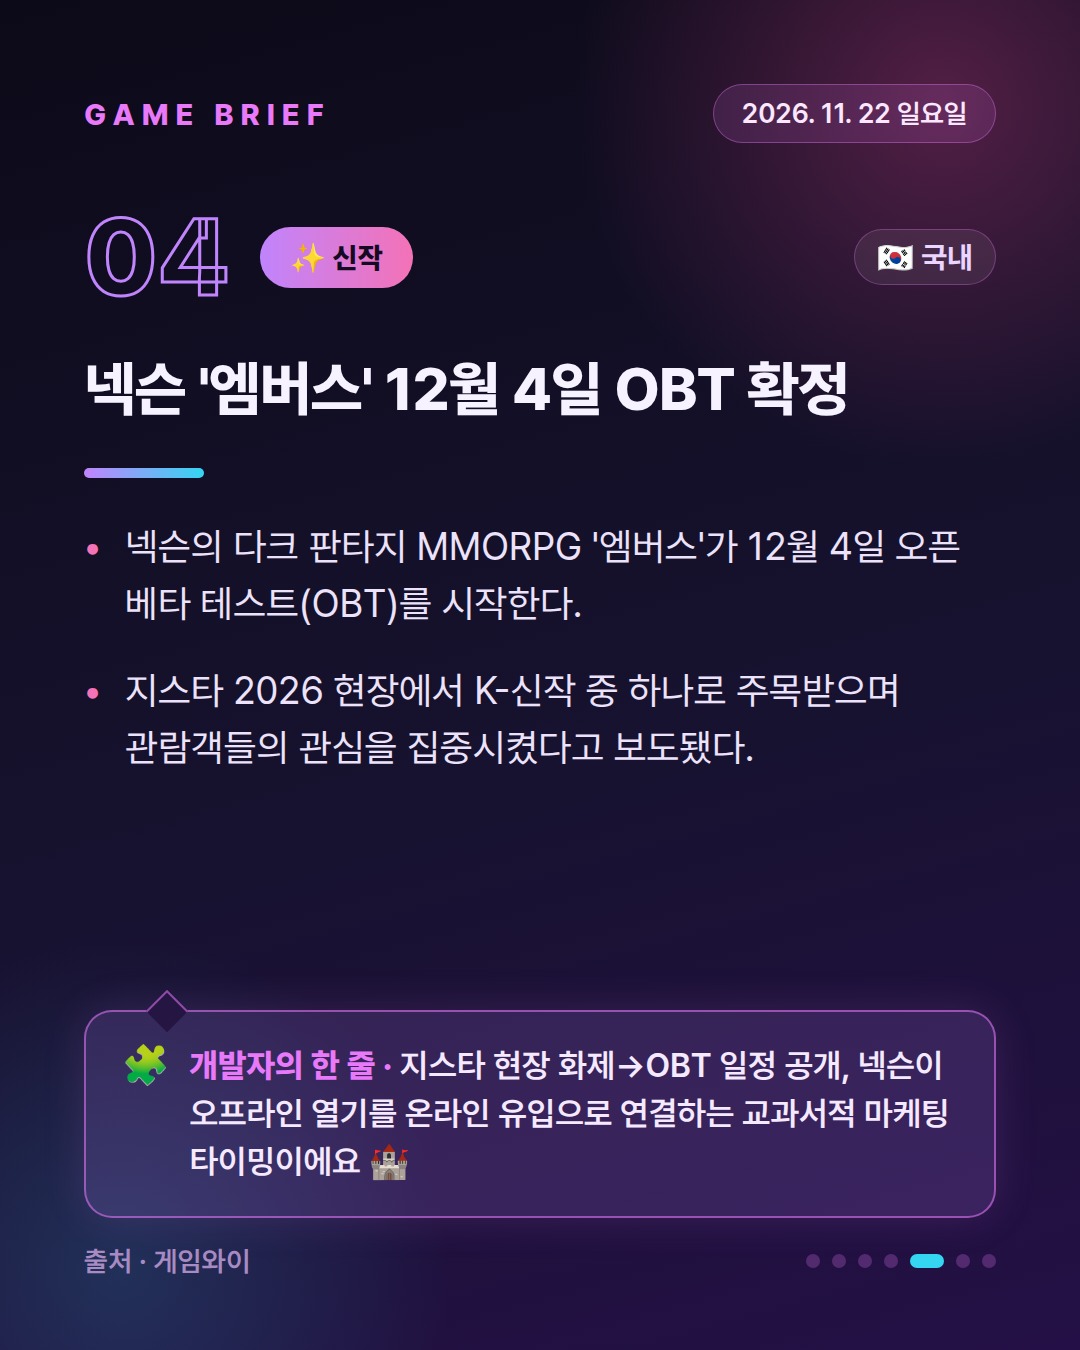 GAME BRIEF
2026. 11. 22 일요일
04
✨ 신작
🇰🇷 국내
넥슨 '엠버스' 12월 4일 OBT 확정
• 넥슨의 다크 판타지 MMORPG '엠버스'가 12월 4일 오픈
베타 테스트(OBT)를 시작한다.
• 지스타 2026 현장에서 K-신작 중 하나로 주목받으며
관람객들의 관심을 집중시켰다고 보도됐다.
🧩 개발자의 한 줄 · 지스타 현장 화제→OBT 일정 공개, 넥슨이
오프라인 열기를 온라인 유입으로 연결하는 교과서적 마케팅
타이밍이에요 🏰
출처 · 게임와이